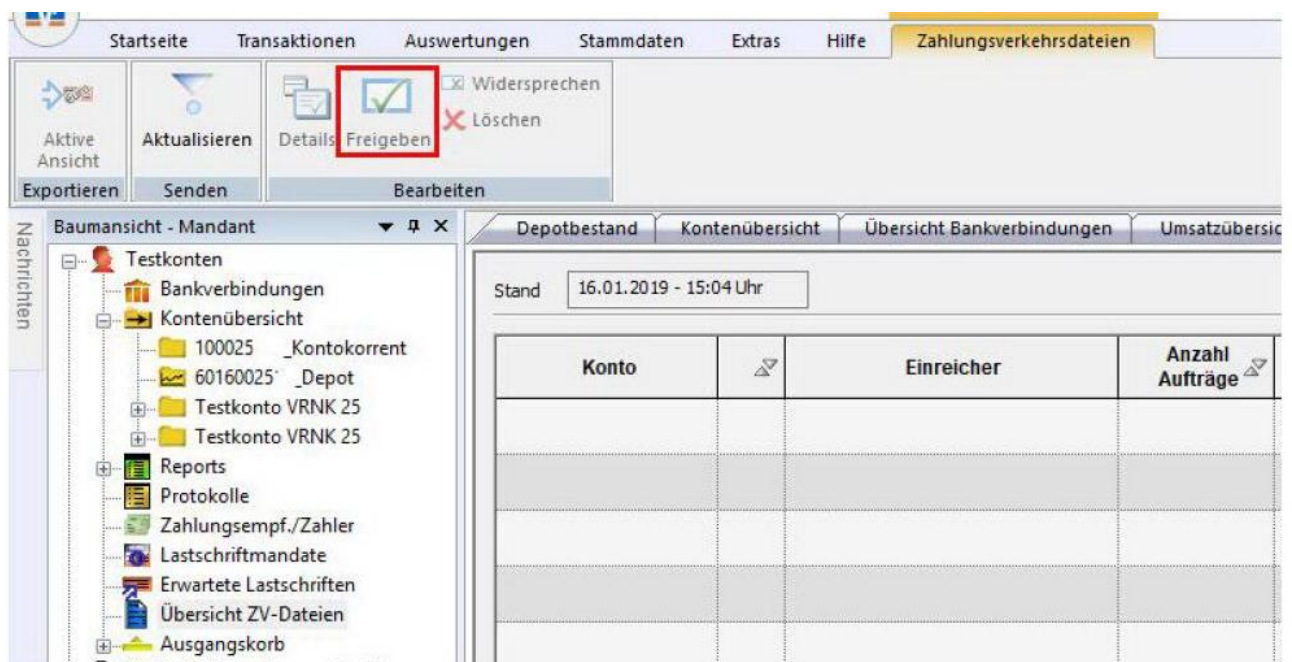 Startseite Transaktionen Auswertungen Stammdaten Extras Hilfe Zahlungsverkehrsdateien
Aktive Ansicht
Aktualisieren
Details
Freigeben
Widersprechen
Löschen
Exportieren Senden Bearbeiten
Nachrichten
Baumansicht - Mandant
Testkonten
Bankverbindungen
Kontenübersicht
100025 _Kontokorrent
60160025 _Depot
Testkonto VRNK 25
Testkonto VRNK 25
Reports
Protokolle
Zahlungsempf./Zahler
Lastschriftmandate
Erwartete Lastschriften
Übersicht ZV-Dateien
Ausgangskorb
Depotbestand Kontenübersicht Übersicht Bankverbindungen Umsatzübersic
Stand 16.01.2019 - 15:04 Uhr
Konto Einreicher Anzahl Aufträge